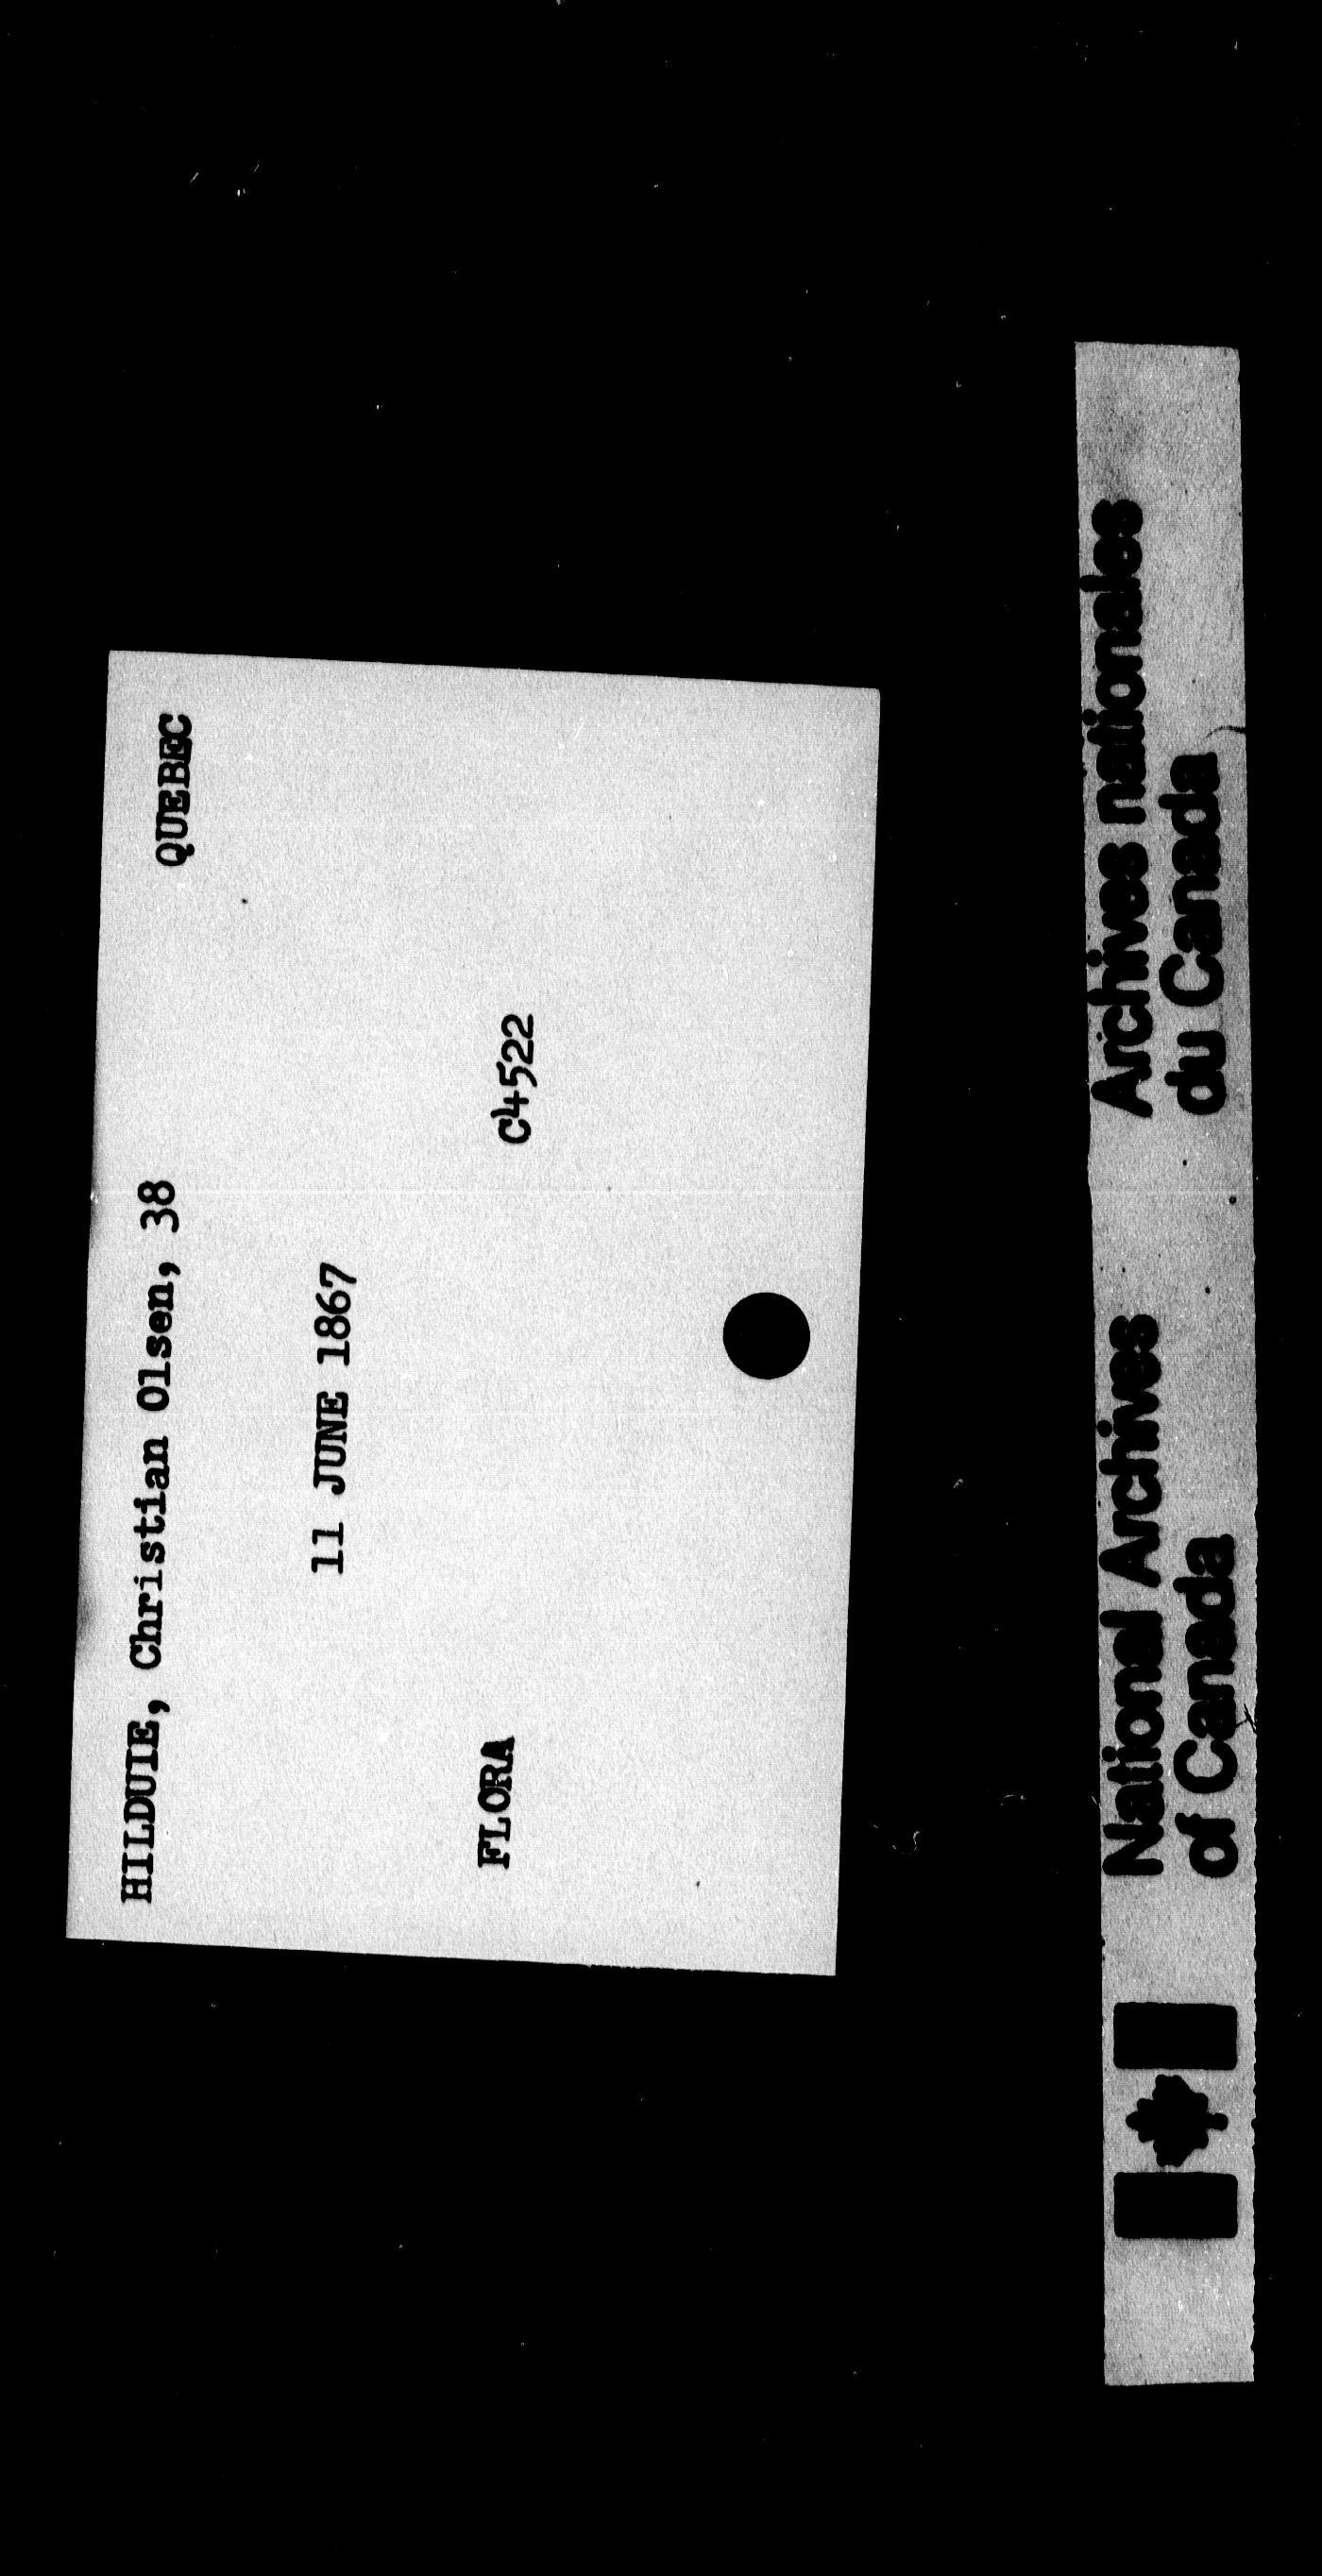 HILDUIE, Christian Olsen, 38 QUEBEC
11 JUNE 1867
FLORA C4522
National Archives Archives nationales
of Canada du Canada